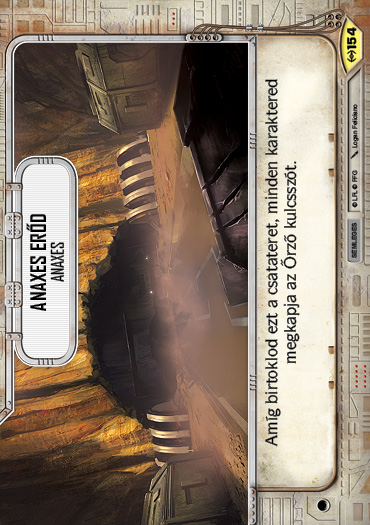 ANAXES ERŐD
ANAXES
Amíg birtoklod ezt a csatateret, minden karaktered
megkapja az Őrző kulcsszót.
SEMLEGES
© LFL © FFG
Logan Feliciano
154